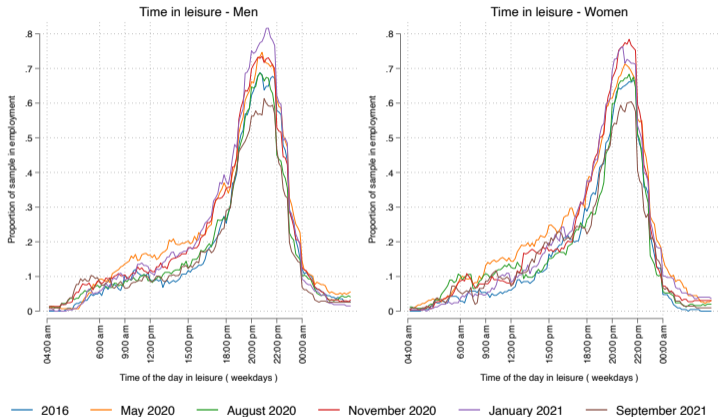 Time in leisure - Men
Proportion of sample in employment
.8
.7
.6
.5
.4
.3
.2
.1
0
04:00 am
6:00 am
9:00 am
12:00 pm
15:00 pm
18:00 pm
20:00 pm
22:00 pm
00:00 am
Time of the day in leisure ( weekdays )
Time in leisure - Women
Proportion of sample in employment
.8
.7
.6
.5
.4
.3
.2
.1
0
04:00 am
6:00 am
9:00 am
12:00 pm
15:00 pm
18:00 pm
20:00 pm
22:00 pm
00:00 am
Time of the day in leisure ( weekdays )
2016 May 2020 August 2020 November 2020 January 2021 September 2021